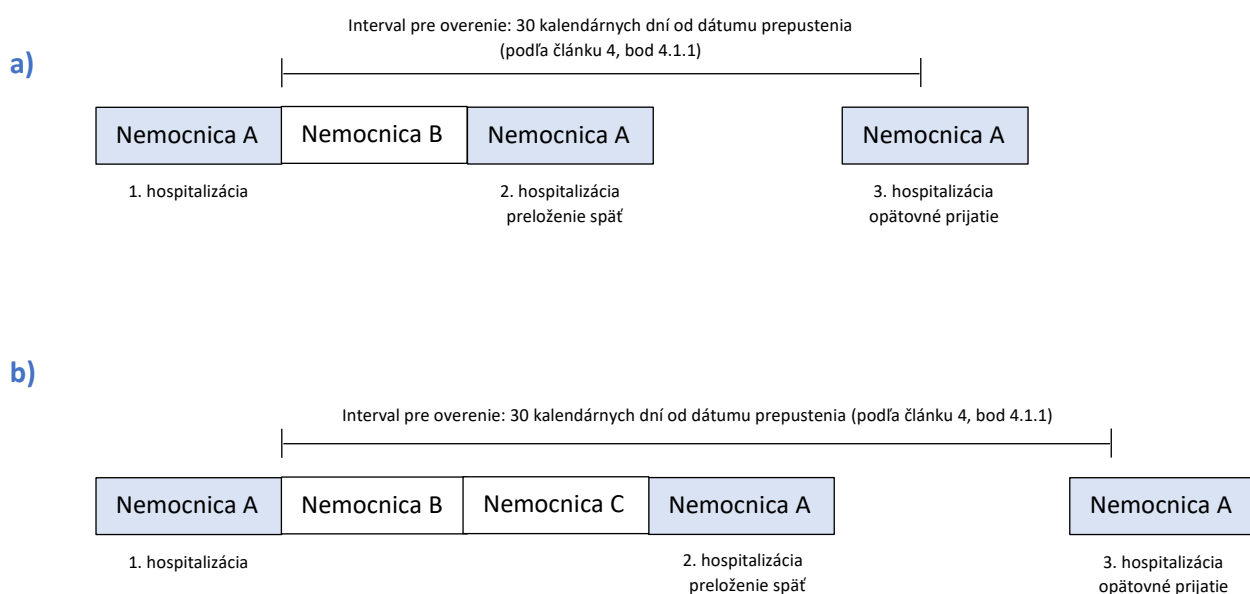 Interval pre overenie: 30 kalendárnych dní od dátumu prepustenia
(podľa článku 4, bod 4.1.1)
a)
Nemocnica A
Nemocnica B
Nemocnica A
Nemocnica A
1. hospitalizácia
2. hospitalizácia
preloženie späť
3. hospitalizácia
opätovné prijatie
b)
Interval pre overenie: 30 kalendárnych dní od dátumu prepustenia (podľa článku 4, bod 4.1.1)
Nemocnica A
Nemocnica B
Nemocnica C
Nemocnica A
Nemocnica A
1. hospitalizácia
2. hospitalizácia
preloženie späť
3. hospitalizácia
opätovné prijatie